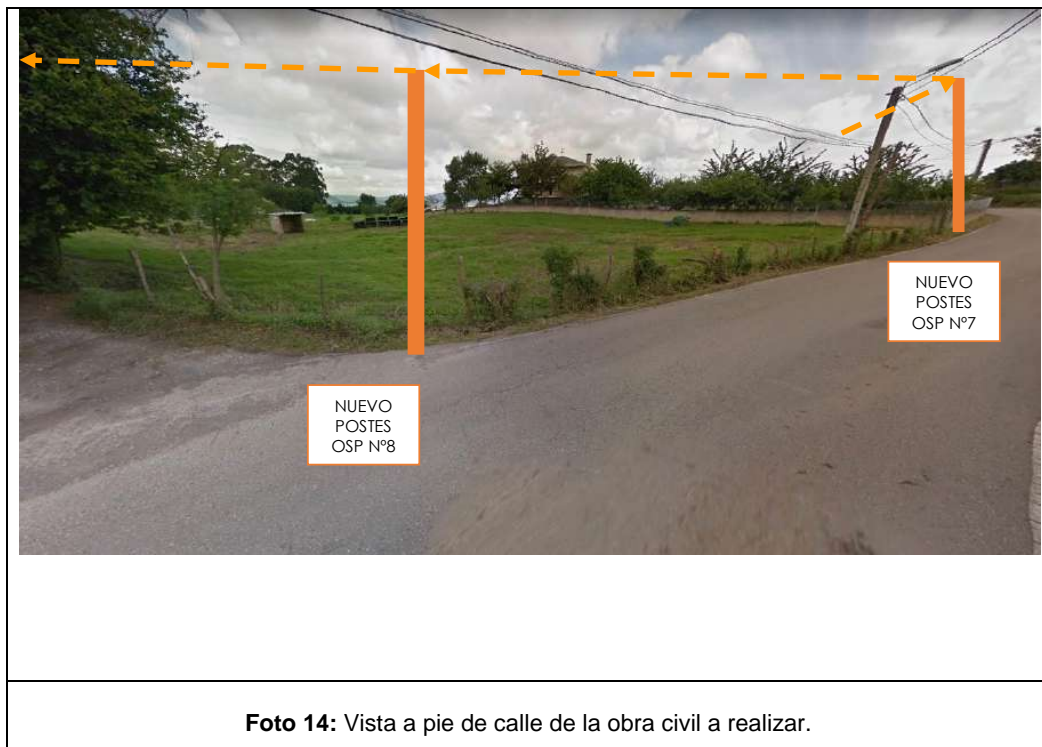 NUEVO
POSTES
OSP Nº7
NUEVO
POSTES
OSP Nº8
Foto 14: Vista a pie de calle de la obra civil a realizar.